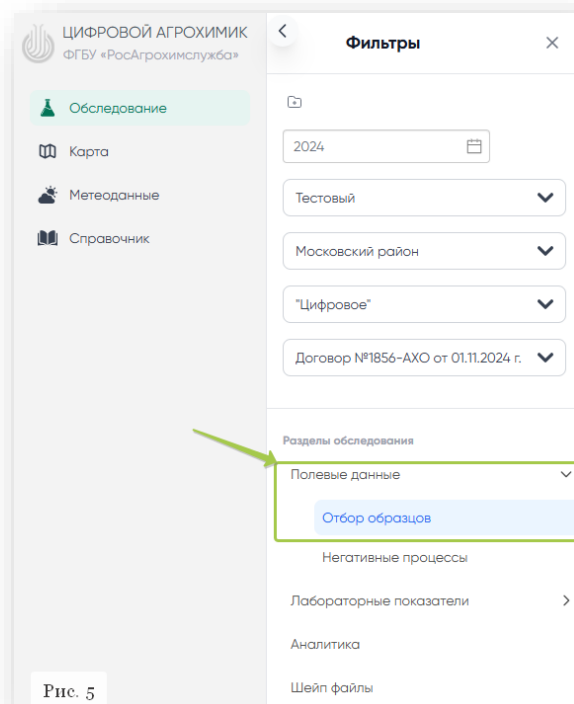 ЦИФРОВОЙ АГРОХИМИК
ФГБУ «РосАгрохимслужба»
Обследование
Карта
Метеоданные
Справочник
Фильтры
2024
Тестовый
Московский район
"Цифровое"
Договор №1856-АХО от 01.11.2024 г.
Разделы обследования
Полевые данные
Отбор образцов
Негативные процессы
Лабораторные показатели
Аналитика
Шейп файлы
Рис. 5